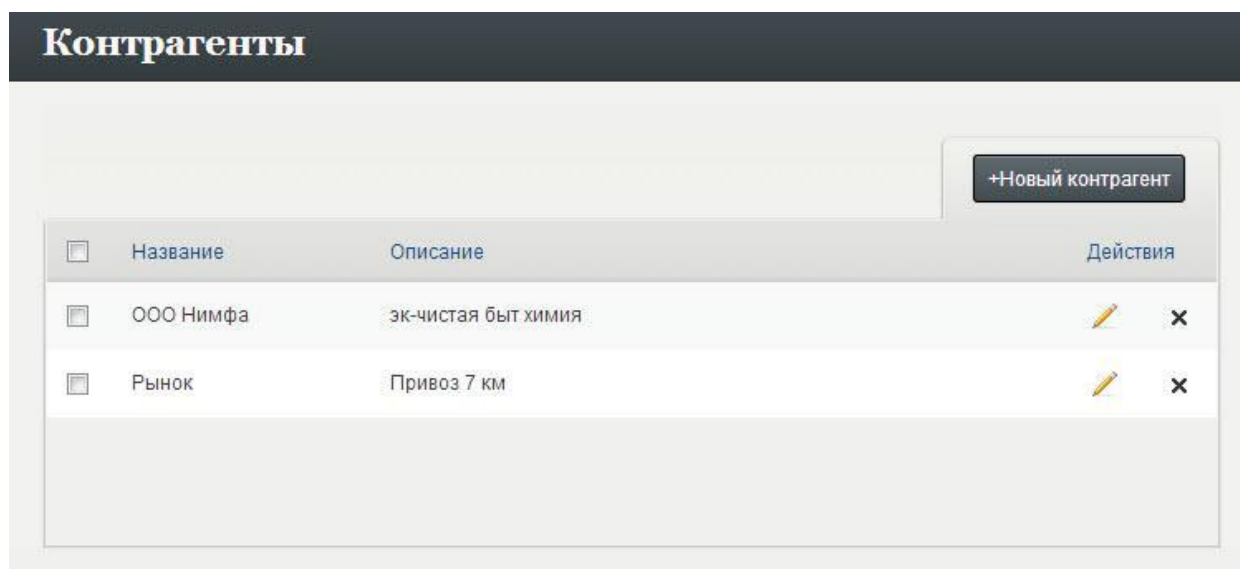 Контрагенты
+Новый контрагент
Название Описание Действия
ООО Нимфа эк-чистая быт химия
Рынок Привоз 7 км